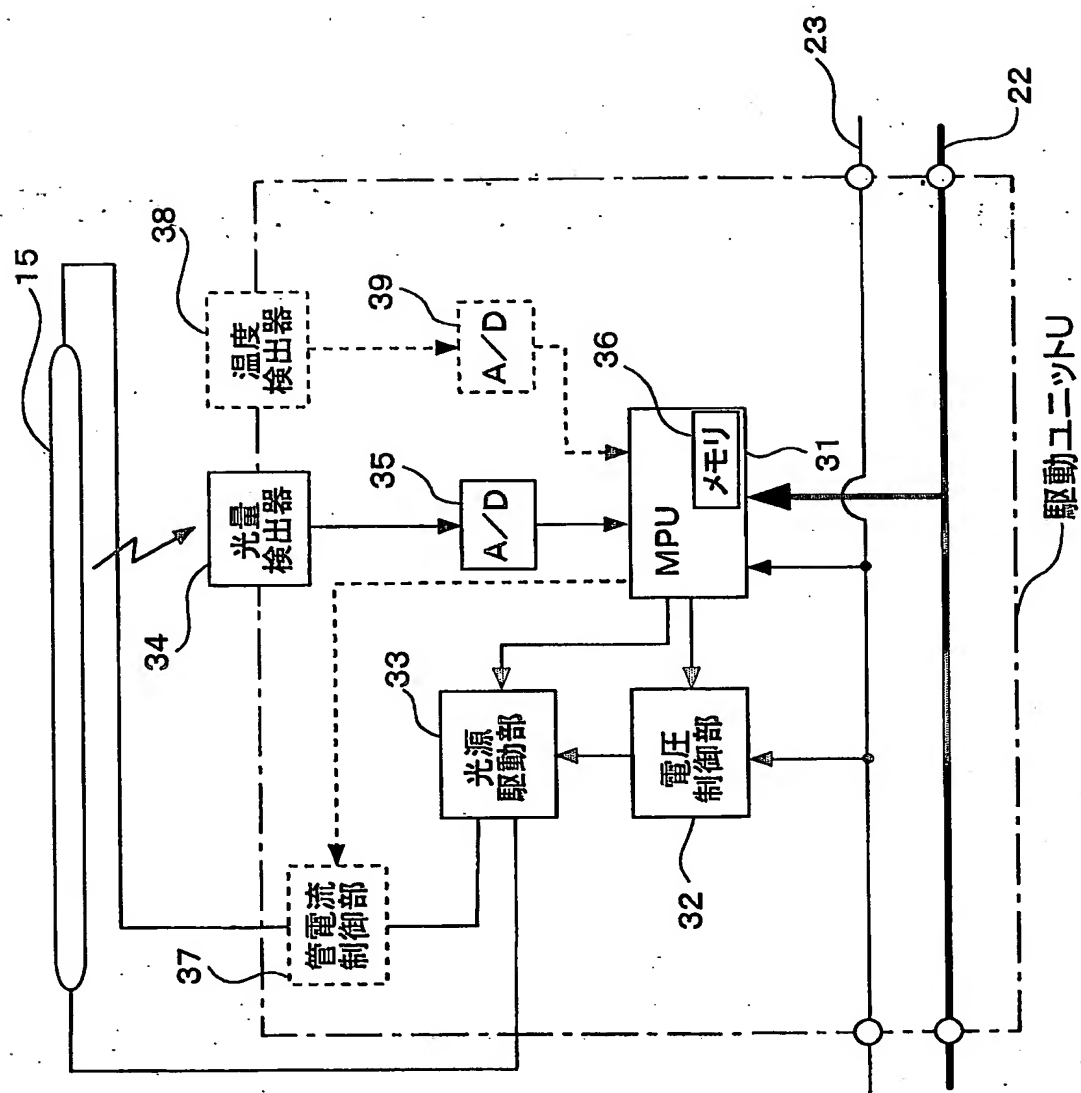 15
38
温度
検出器
39
A/D
34
光量
検出器
35
A/D
36
メモリ
31
MPU
33
光源
駆動部
32
電圧
制御部
37
管電流
制御部
23
22
駆動ユニットU